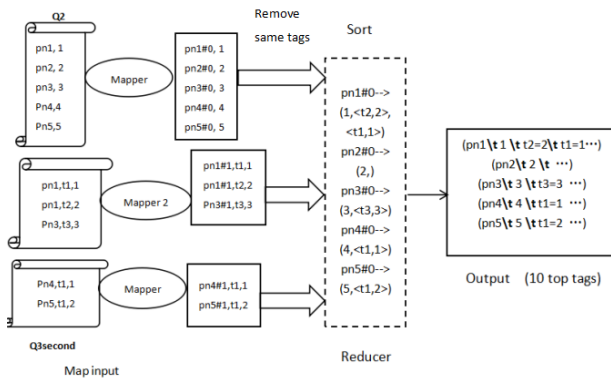 Q2
pn1, 1
pn2, 2
pn3, 3
Pn4,4
Pn5,5
Mapper
pn1#0, 1
pn2#0, 2
pn3#0, 3
pn4#0, 4
pn5#0, 5
Remove
same tags
Sort
pn1,t1,1
pn1,t2,2
Pn3,t3,3
Mapper 2
pn1#1,t1,1
pn1#1,t2,2
Pn3#1,t3,3
Pn4,t1,1
Pn5,t1,2
Mapper
pn4#1,t1,1
pn5#1,t1,2
Q3second
Map input
pn1#0-->
(1,<t2,2>,
<t1,1>)
pn2#0-->
(2,)
pn3#0-->
(3,<t3,3>)
pn4#0-->
(4,<t1,1>)
pn5#0-->
(5,<t1,2>)
Reducer
(pn1\t 1 \t t2=2\t t1=1⋯)
(pn2\t 2 \t ⋯)
(pn3\t 3 \t t3=3 ⋯)
(pn4\t 4 \t t1=1 ⋯)
(pn5\t 5 \t t1=2 ⋯)
Output (10 top tags)